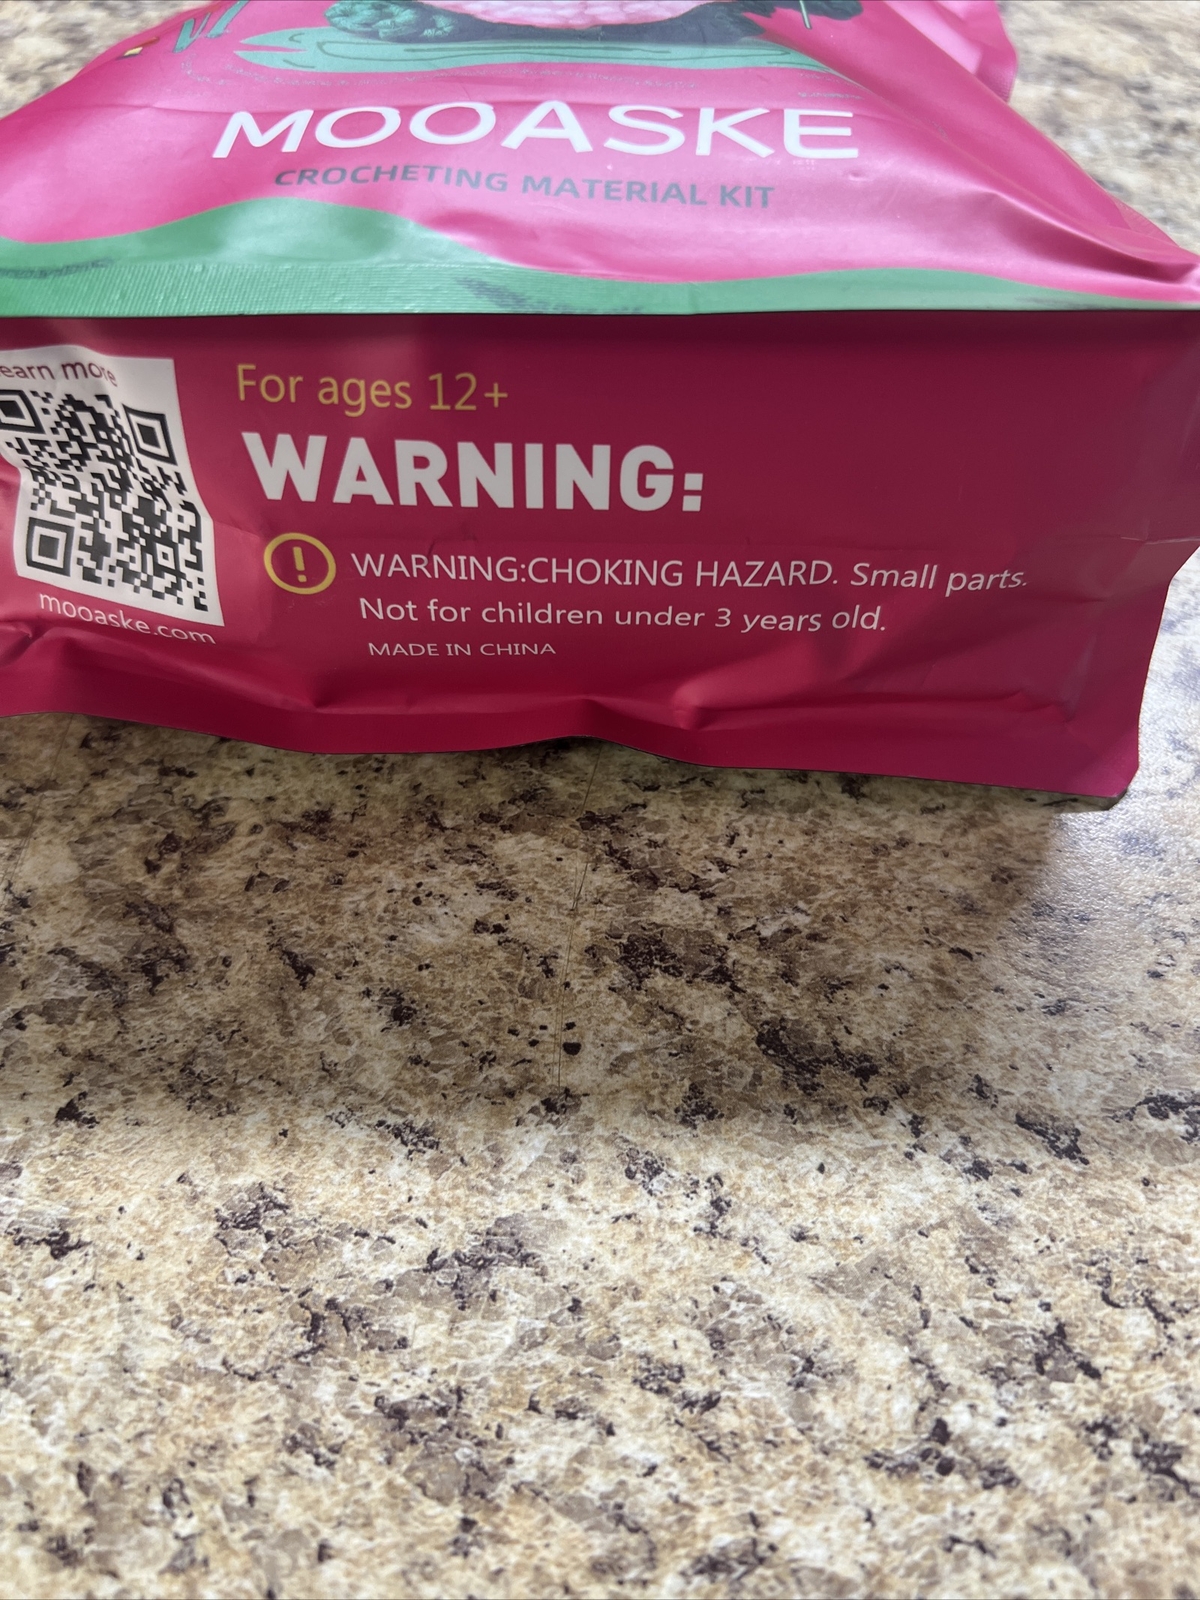 MOOASKE
CROCHETING MATERIAL KIT
earn more
mooaske.com
For ages 12+
WARNING:
WARNING:CHOKING HAZARD. Small parts.
Not for children under 3 years old.
MADE IN CHINA